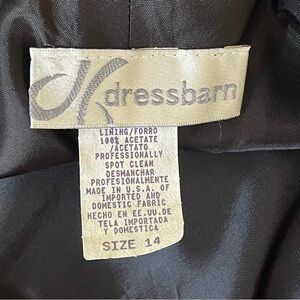 dressbarn
LINING/FORRO
100% ACETATE
/ACETATO
PROFESSIONALLY
SPOT CLEAN
DESMANCHAR
PROFESIONALMENTE
MADE IN U.S.A. OF
IMPORTED AND
DOMESTIC FABRIC
HECHO EN EE.UU.DE
TELA IMPORTADA
Y DOMESTICA
SIZE 14